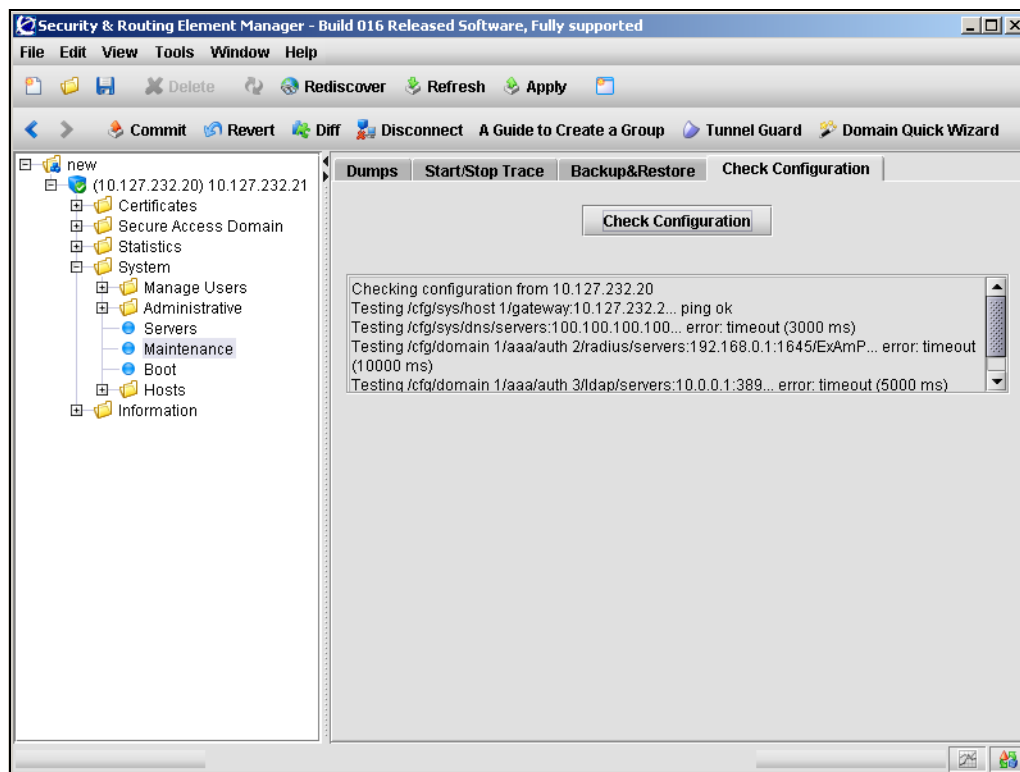 Security & Routing Element Manager - Build 016 Released Software, Fully supported
File Edit View Tools Window Help
Delete Rediscover Refresh Apply
Commit Revert Diff Disconnect A Guide to Create a Group Tunnel Guard Domain Quick Wizard
new
(10.127.232.20) 10.127.232.21
Certificates
Secure Access Domain
Statistics
System
Manage Users
Administrative
Servers
Maintenance
Boot
Hosts
Information
Dumps Start/Stop Trace Backup&Restore Check Configuration
Check Configuration
Checking configuration from 10.127.232.20
Testing /cfg/sys/host 1/gateway:10.127.232.2... ping ok
Testing /cfg/sys/dns/servers:100.100.100.100... error: timeout (3000 ms)
Testing /cfg/domain 1/aaa/auth 2/radius/servers:192.168.0.1:1645/ExAmP... error: timeout
(10000 ms)
Testing /cfg/domain 1/aaa/auth 3/ldap/servers:10.0.0.1:389... error: timeout (5000 ms)